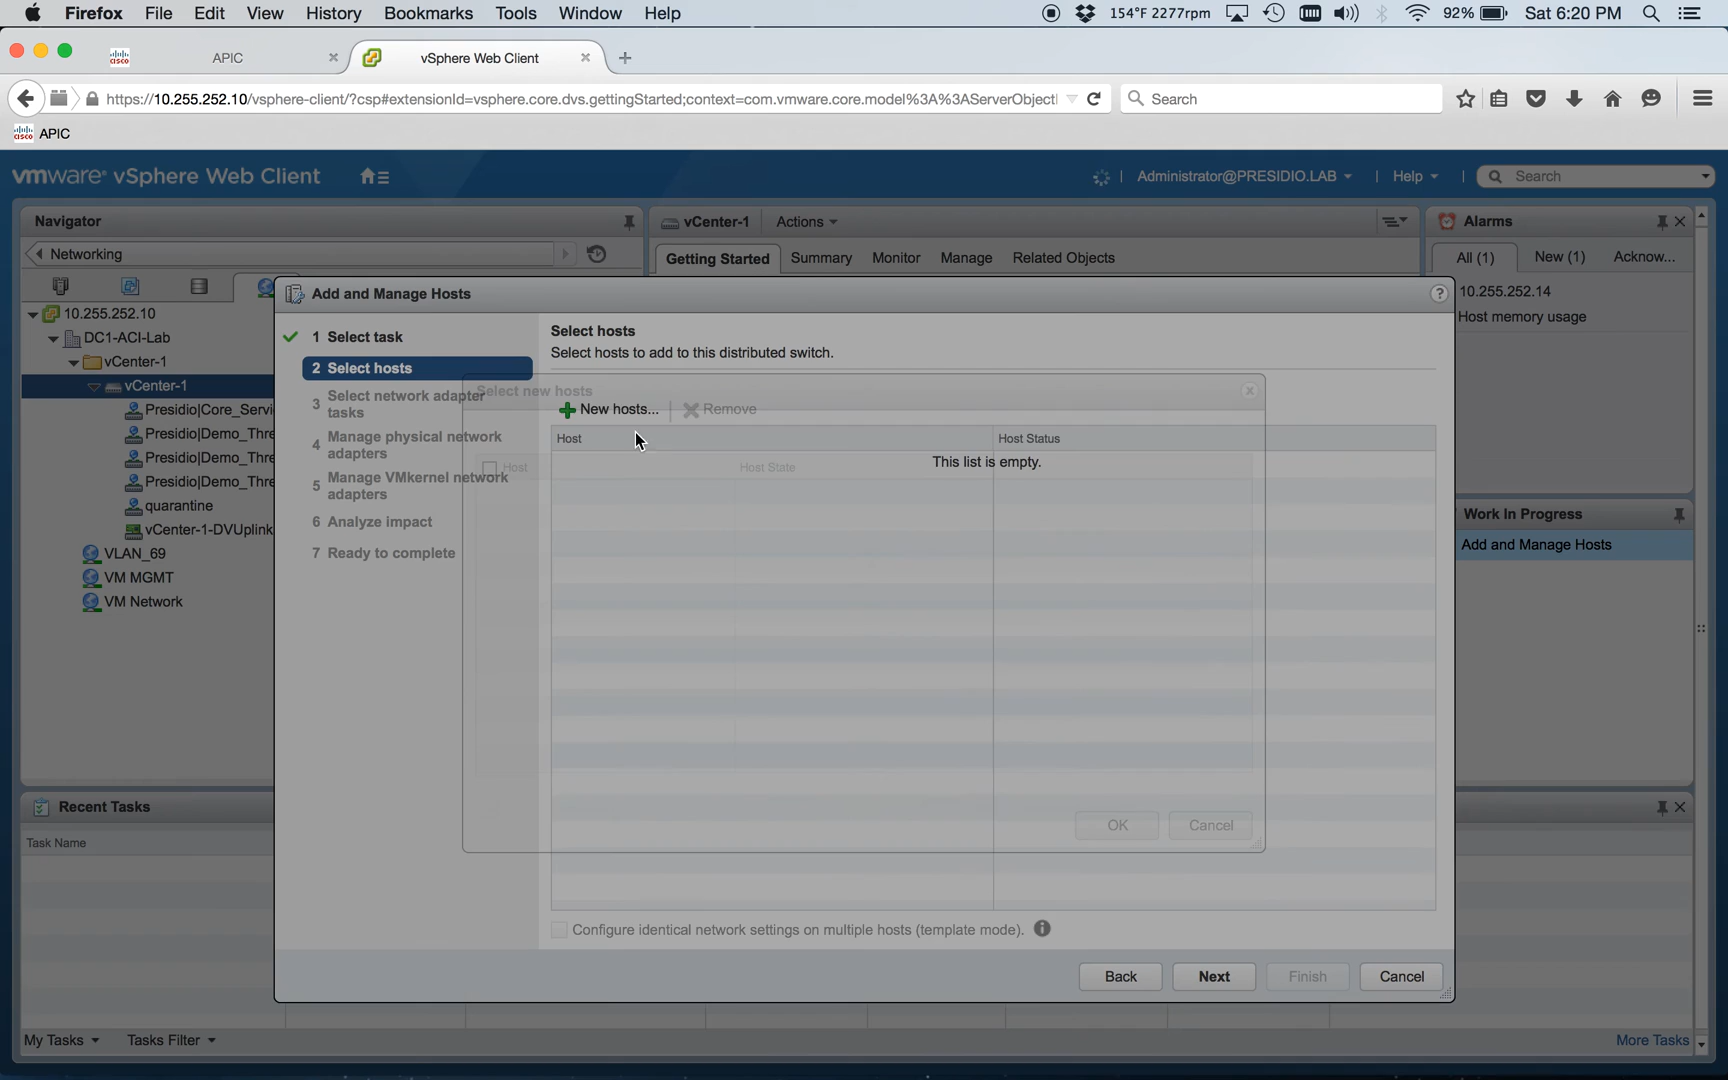 Firefox File Edit View History Bookmarks Tools Window Help 154°F 2277rpm 92% Sat 6:20 PM
cisco APIC vSphere Web Client
https://10.255.252.10/vsphere-client/?csp#extensionId=vsphere.core.dvs.gettingStarted;context=com.vmware.core.model%3A%3AServerObject Search
cisco APIC
vmware® vSphere Web Client Administrator@PRESIDIO.LAB Help Search
Navigator
Networking
10.255.252.10
DC1-ACI-Lab
vCenter-1
vCenter-1
Presidio|Core_Servi
Presidio|Demo_Thre
Presidio|Demo_Thre
Presidio|Demo_Thre
quarantine
vCenter-1-DVUplink
VLAN_69
VM MGMT
VM Network
vCenter-1 Actions
Getting Started Summary Monitor Manage Related Objects
Alarms
All (1) New (1) Acknow...
10.255.252.14
Host memory usage
Work In Progress
Add and Manage Hosts
Add and Manage Hosts
1 Select task
2 Select hosts
3 Select network adapter
tasks
4 Manage physical network
adapters
5 Manage VMkernel network
adapters
6 Analyze impact
7 Ready to complete
Select hosts
Select hosts to add to this distributed switch.
Select new hosts
New hosts... Remove
Host Host Status
This list is empty.
Host Host State
OK Cancel
Configure identical network settings on multiple hosts (template mode).
Back Next Finish Cancel
Recent Tasks
Task Name
My Tasks Tasks Filter More Tasks